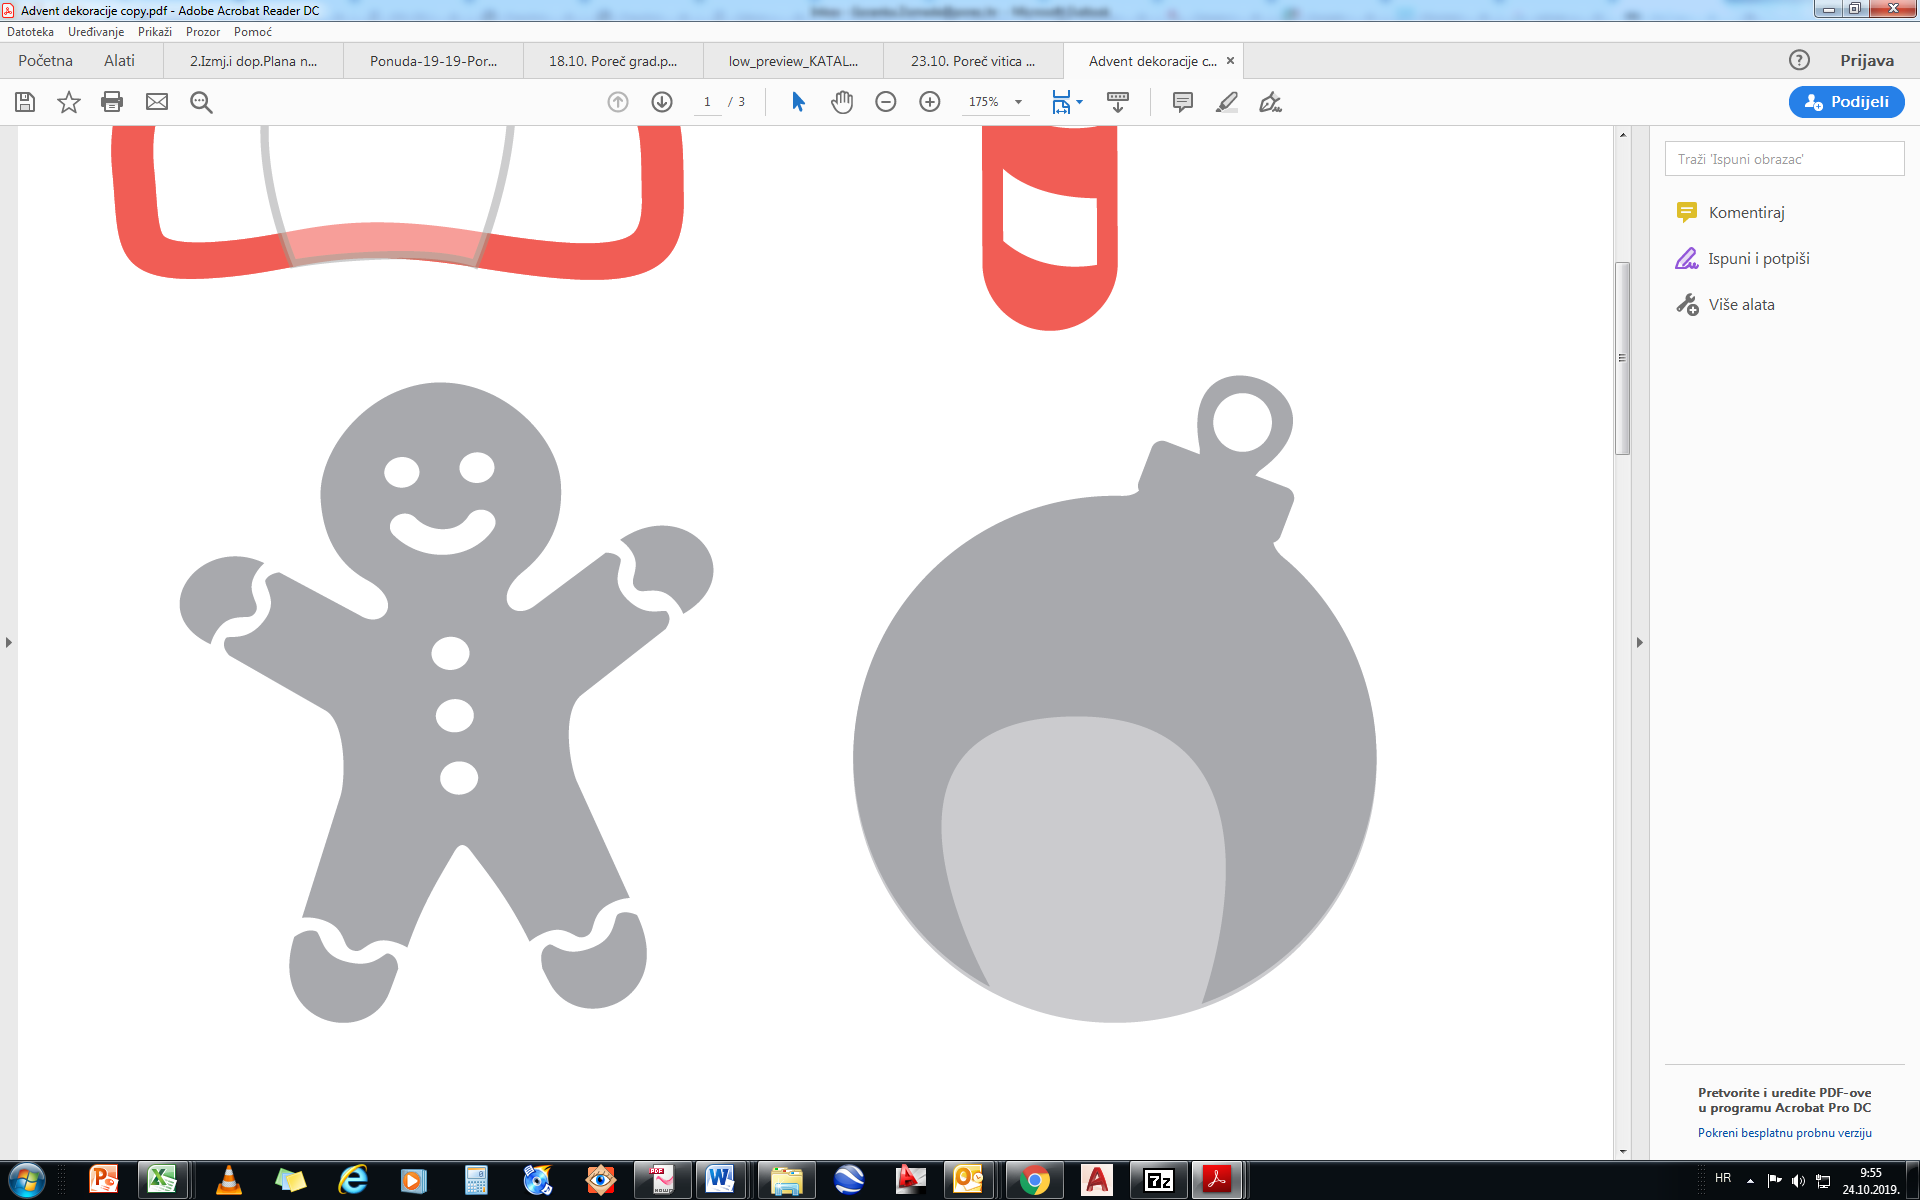 Advent dekoracije copy.pdf - Adobe Acrobat Reader DC
Datoteka Uređivanje Prikaži Prozor Pomoć
Početna Alati 2.Izmj.i dop.Plana n... Ponuda-19-19-Por... 18.10. Poreč grad.p... low_preview_KATAL... 23.10. Poreč vitica ... Advent dekoracije c... Prijava
1 / 3 175% Podijeli
Traži 'Ispuni obrazac'
Komentiraj
Ispuni i potpiši
Više alata
Pretvorite i uredite PDF-ove
u programu Acrobat Pro DC
Pokreni besplatnu probnu verziju
HR 9:55
24.10.2019.